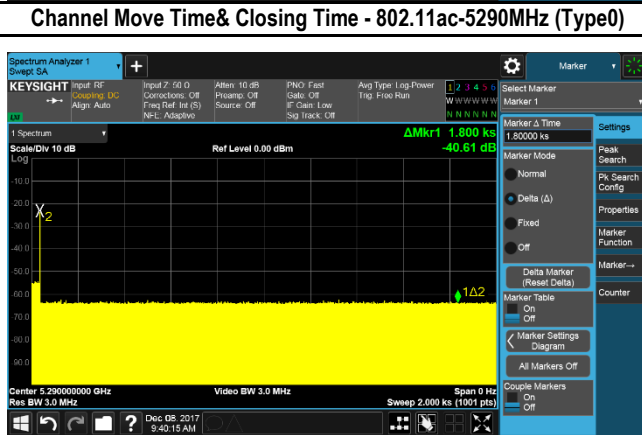 Channel Move Time& Closing Time - 802.11ac-5290MHz (Type0)
Spectrum Analyzer 1
Swept SA
Marker
KEYSIGHT
Input: RF
Coupling: DC
Align: Auto
Input Z: 50 Ω
Corrections: Off
Freq Ref: Int (S)
NFE: Adaptive
Atten: 10 dB
Preamp: Off
Source: Off
PNO: Fast
Gate: Off
IF Gain: Low
Sig Track: Off
Avg Type: Log-Power
Trig: Free Run
1 2 3 4 5 6
W W W W W W
N N N N N N
Select Marker
Marker 1
1 Spectrum
ΔMkr1 1.800 ks
-40.61 dB
Scale/Div 10 dB
Ref Level 0.00 dBm
Log
-10.0
-20.0
-30.0
-40.0
-50.0
-60.0
-70.0
-80.0
-90.0
2
1Δ2
Marker Δ Time
1.80000 ks
Marker Mode
Normal
Delta (Δ)
Fixed
Off
Delta Marker
(Reset Delta)
Marker Table
On
Off
Marker Settings
Diagram
All Markers Off
Couple Markers
On
Off
Settings
Peak
Search
Pk Search
Config
Properties
Marker
Function
Marker→
Counter
Center 5.290000000 GHz
Res BW 3.0 MHz
Video BW 3.0 MHz
Span 0 Hz
Sweep 2.000 ks (1001 pts)
?
Dec 08, 2017
9:40:15 AM